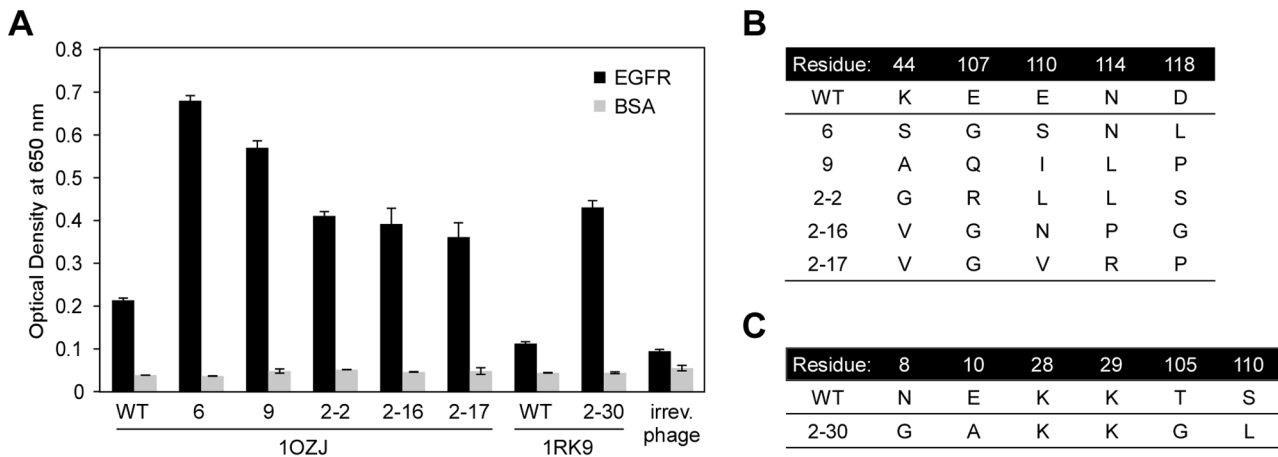 A
Optical Density at 650 nm
0.8
0.7
0.6
0.5
0.4
0.3
0.2
0.1
0
EGFR
BSA
WT 6 9 2-2 2-16 2-17 WT 2-30 irrev. phage
1OZJ 1RK9
B
Residue: 44 107 110 114 118
WT K E E N D
6 S G S N L
9 A Q I L P
2-2 G R L L S
2-16 V G N P G
2-17 V G V R P
C
Residue: 8 10 28 29 105 110
WT N E K K T S
2-30 G A K K G L